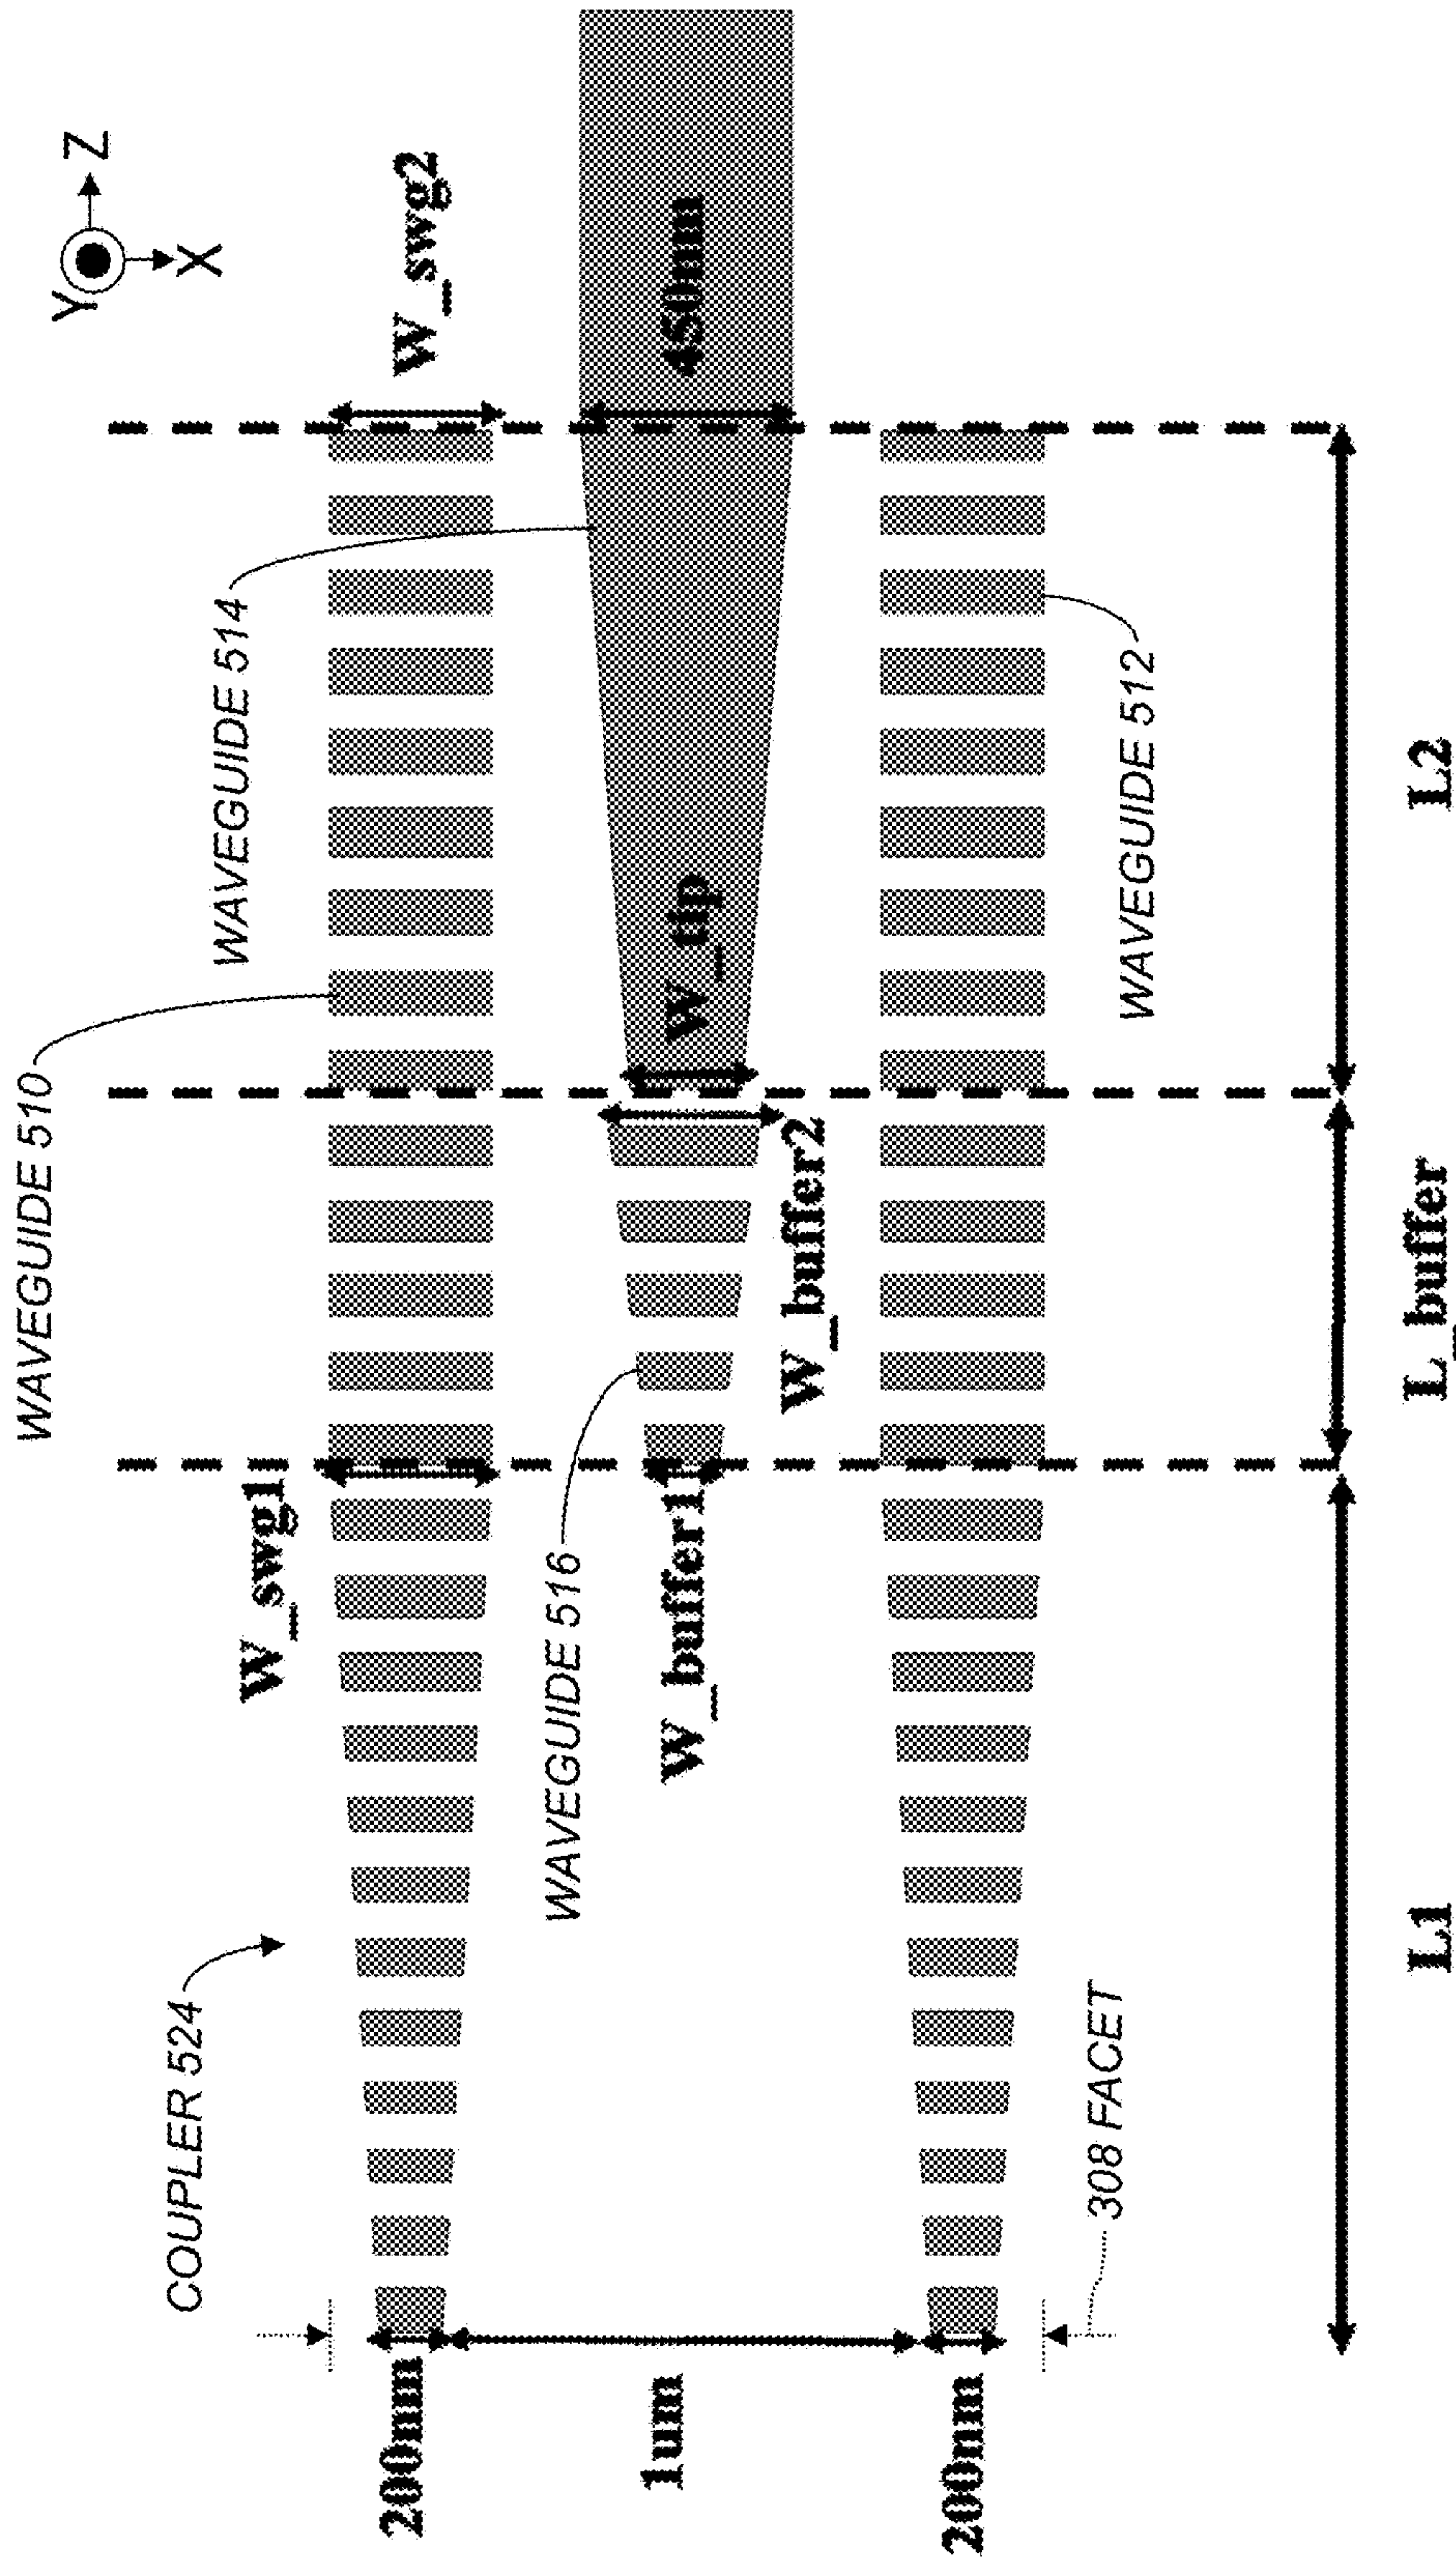 Y
Z
X
W_swg2
450nm
WAVEGUIDE 514
WAVEGUIDE 510
W_tip
WAVEGUIDE 512
L2
W_buffer2
L_buffer
W_swg1
WAVEGUIDE 516
W_buffer1
COUPLER 524
308 FACET
L1
200nm
1um
200nm